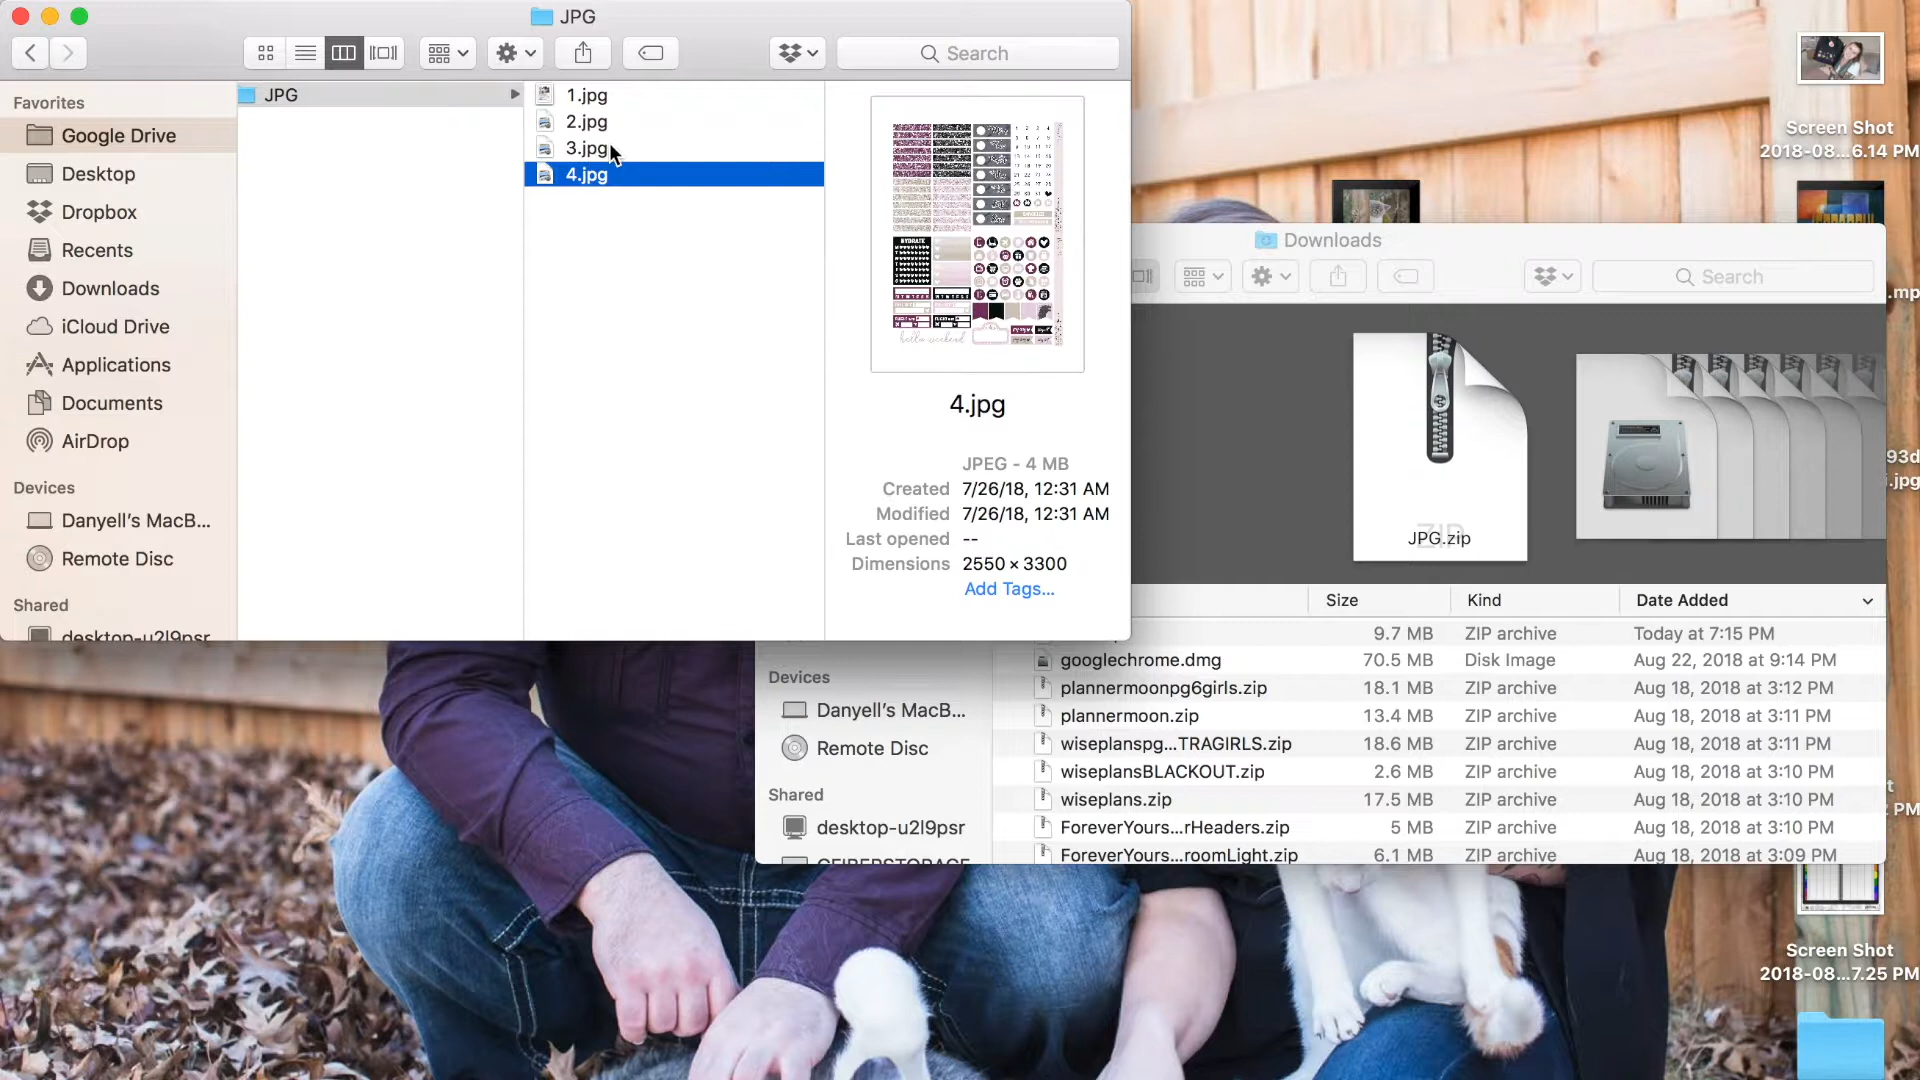 JPG
Search
Favorites
Google Drive
Desktop
Dropbox
Recents
Downloads
iCloud Drive
Applications
Documents
AirDrop
Devices
Danyell's MacB...
Remote Disc
Shared
desktop-u2l9psr
JPG
1.jpg
2.jpg
3.jpg
4.jpg
HYDRATE
hello weekend
4.jpg
JPEG - 4 MB
Created 7/26/18, 12:31 AM
Modified 7/26/18, 12:31 AM
Last opened --
Dimensions 2550 × 3300
Add Tags...
Downloads
Search
ZIP
JPG.zip
Size Kind Date Added
9.7 MB ZIP archive Today at 7:15 PM
googlechrome.dmg 70.5 MB Disk Image Aug 22, 2018 at 9:14 PM
plannermoonpg6girls.zip 18.1 MB ZIP archive Aug 18, 2018 at 3:12 PM
plannermoon.zip 13.4 MB ZIP archive Aug 18, 2018 at 3:11 PM
wiseplanspg...TRAGIRLS.zip 18.6 MB ZIP archive Aug 18, 2018 at 3:11 PM
wiseplansBLACKOUT.zip 2.6 MB ZIP archive Aug 18, 2018 at 3:10 PM
wiseplans.zip 17.5 MB ZIP archive Aug 18, 2018 at 3:10 PM
ForeverYours...rHeaders.zip 5 MB ZIP archive Aug 18, 2018 at 3:10 PM
ForeverYours...roomLight.zip 6.1 MB ZIP archive Aug 18, 2018 at 3:09 PM
Devices
Danyell's MacB...
Remote Disc
Shared
desktop-u2l9psr
Screen Shot
2018-08...6.14 PM
.mp
93d
.jpg
PM
Screen Shot
2018-08...7.25 PM